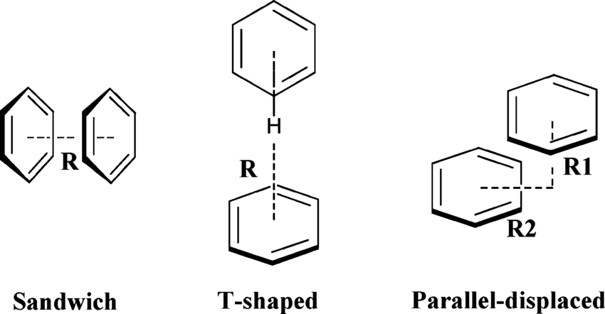 H
R
R
R1
R2
Sandwich
T-shaped
Parallel-displaced